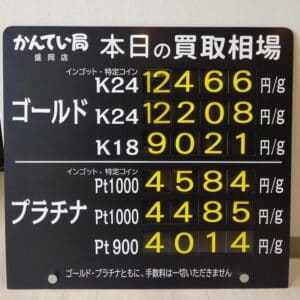 かんてい局 本日の買取相場
盛岡店
インゴット・特定コイン
K24 12466 円/g
ゴールド K24 12208 円/g
K18 9021 円/g
インゴット・特定コイン
Pt1000 4584 円/g
プラチナ Pt1000 4485 円/g
Pt900 4014 円/g
ゴールド・プラチナともに、手数料は一切いただきません